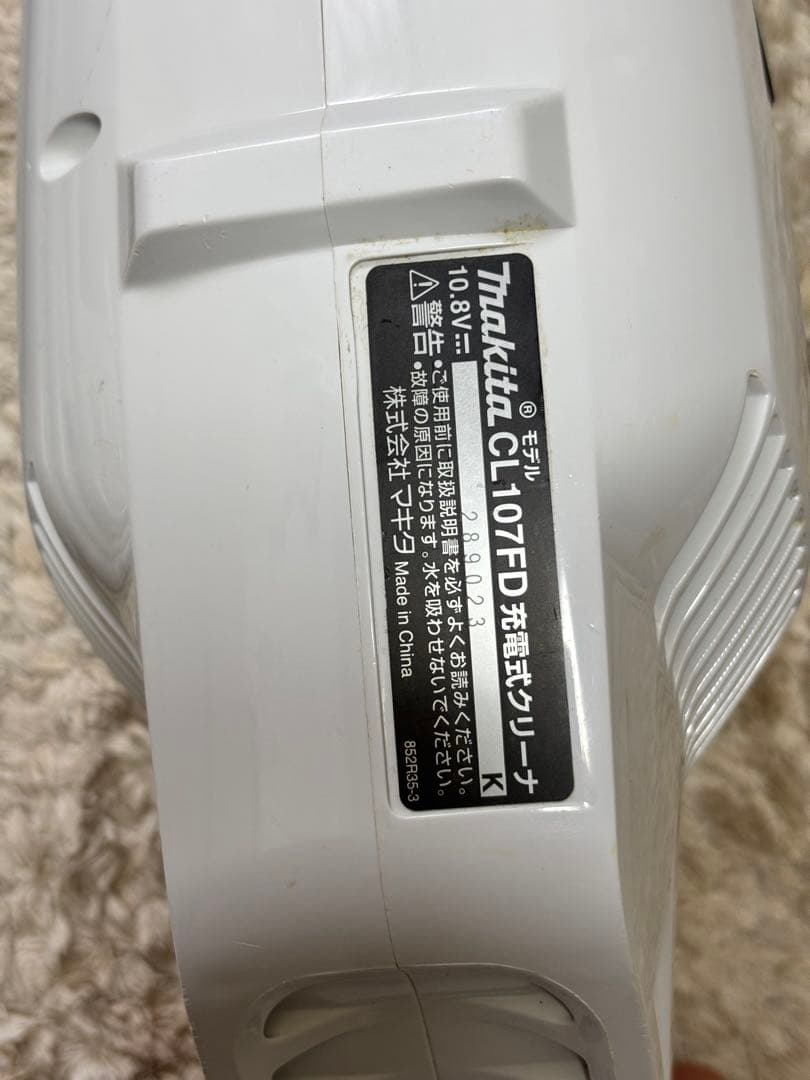 makita® モデル CL107FD 充電式クリーナ
10.8V⎓ 289023 K
⚠警告 •ご使用前に取扱説明書を必ずよくお読みください。
•故障の原因になります。水を吸わせないでください。
株式会社 マキタ Made in China 852R35-3